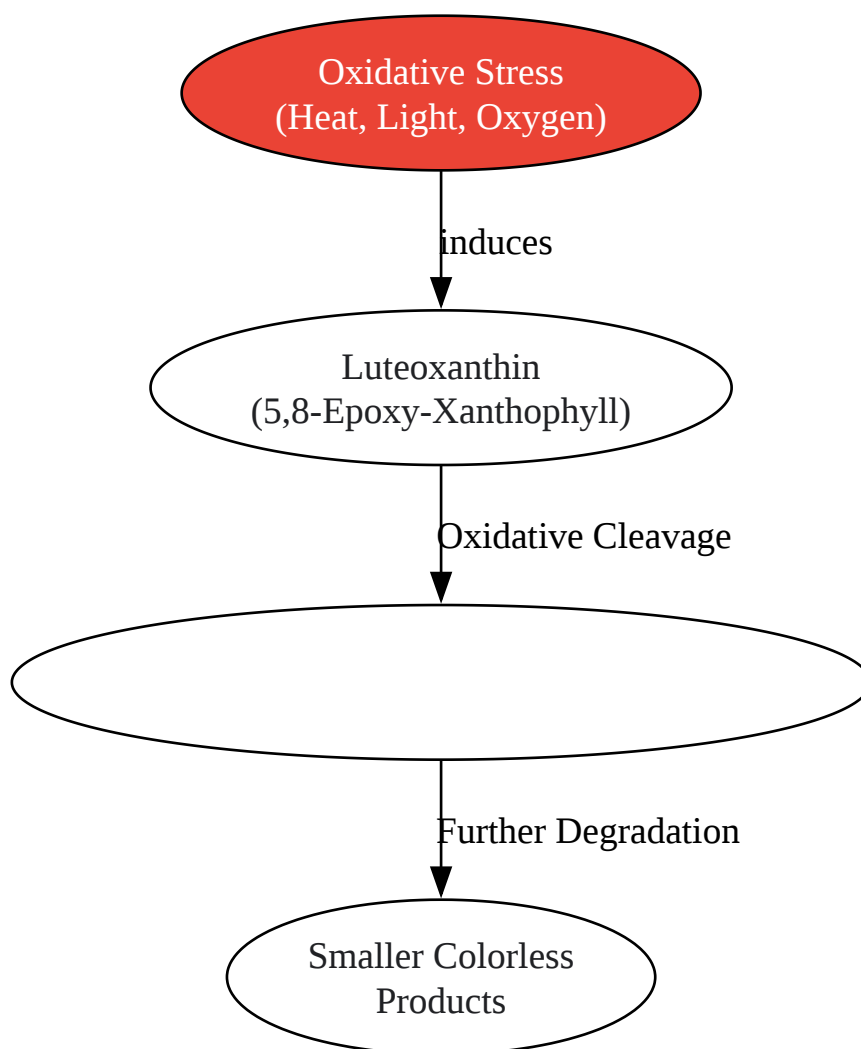 Oxidative Stress
(Heat, Light, Oxygen)
induces
Luteoxanthin
(5,8-Epoxy-Xanthophyll)
Oxidative Cleavage
Further Degradation
Smaller Colorless
Products